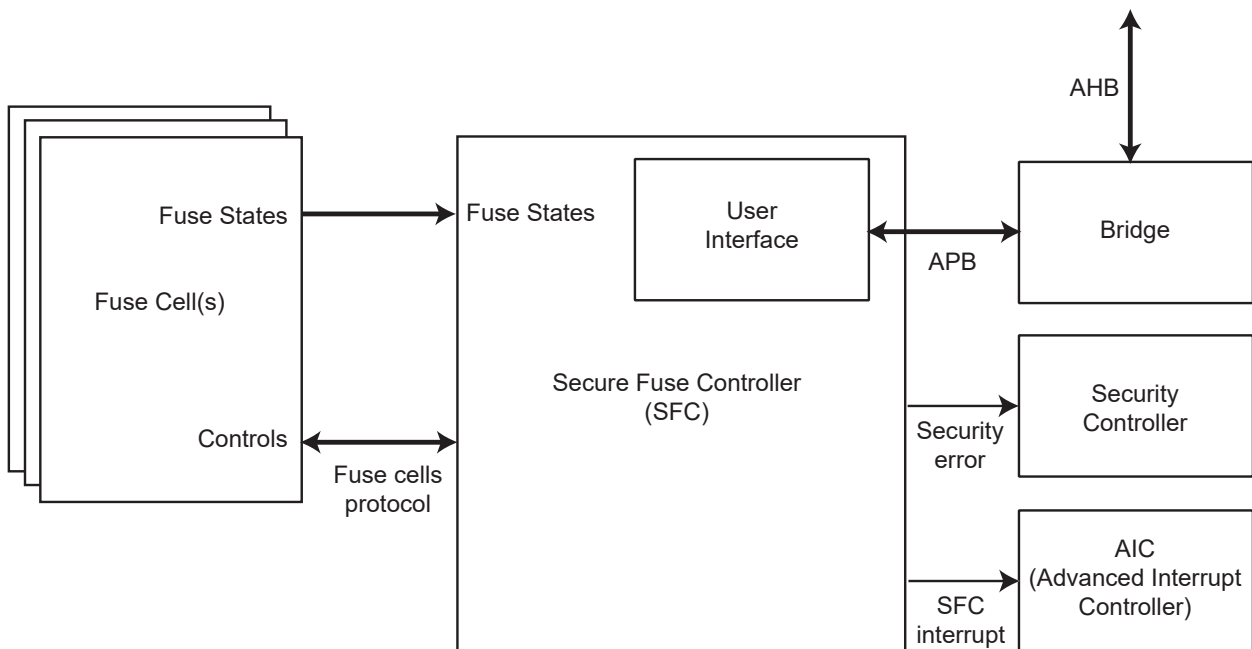 AHB
Fuse States
Fuse Cell(s)
Controls
Fuse cells
protocol
Fuse States
User
Interface
Secure Fuse Controller
(SFC)
APB
Bridge
Security
error
Security
Controller
SFC
interrupt
AIC
(Advanced Interrupt
Controller)